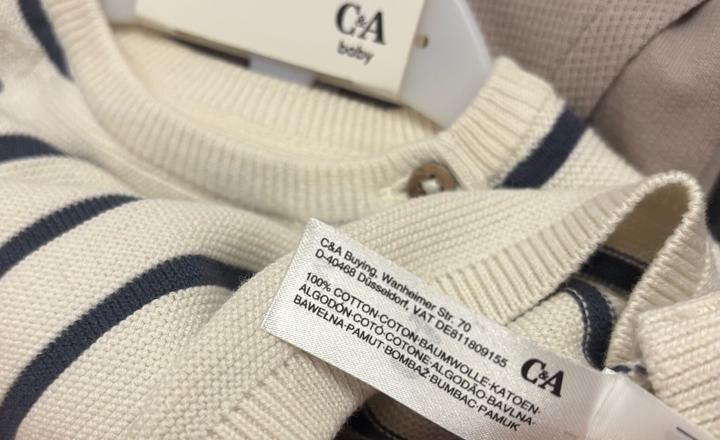 C&A
baby
C&A Buying, Wanheimer Str. 70
D-40468 Düsseldorf, VAT DE811809155
100% COTTON·COTON·BAUMWOLLE·KATOEN·
ALGODÓN·COTÓ·COTONE·ALGODÃO·BAVLNA·
BAWEŁNA·PAMUT·BOMBAŽ·BUMBAC·PAMUK
C&A